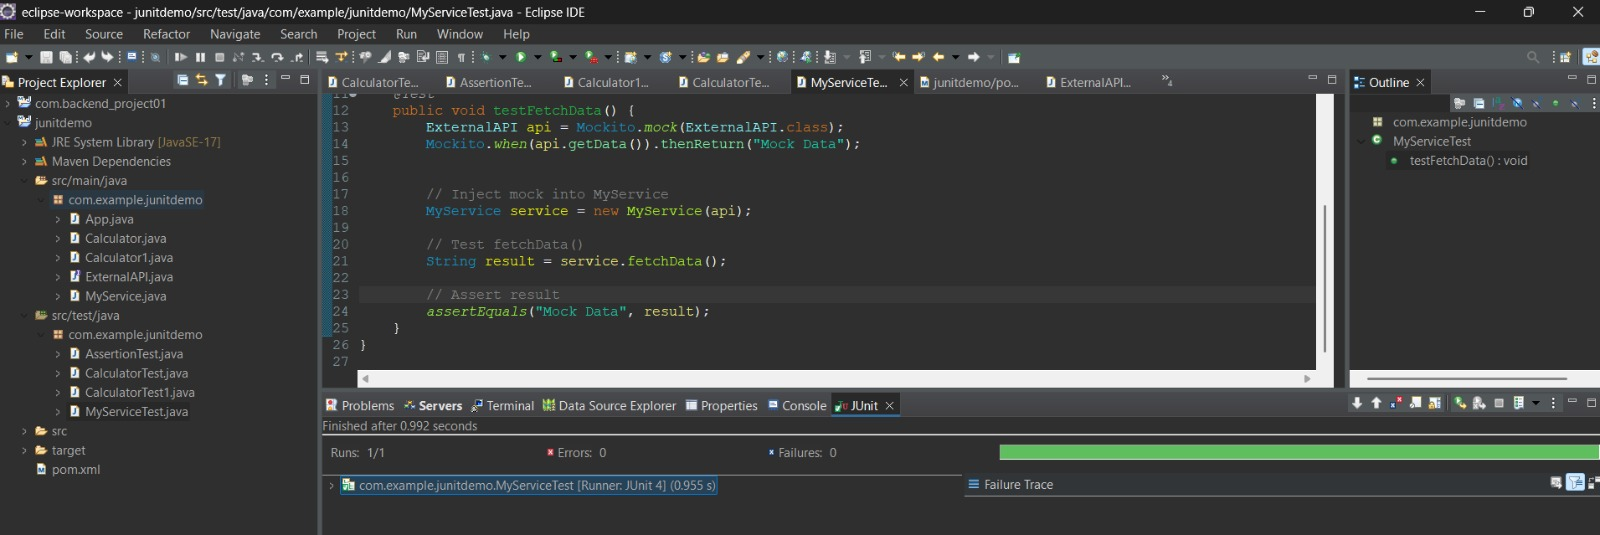 eclipse-workspace - junitdemo/src/test/java/com/example/junitdemo/MyServiceTest.java - Eclipse IDE
File Edit Source Refactor Navigate Search Project Run Window Help
Project Explorer
com.backend_project01
junitdemo
JRE System Library [JavaSE-17]
Maven Dependencies
src/main/java
com.example.junitdemo
App.java
Calculator.java
Calculator1.java
ExternalAPI.java
MyService.java
src/test/java
com.example.junitdemo
AssertionTest.java
CalculatorTest.java
CalculatorTest1.java
MyServiceTest.java
src
target
pom.xml
CalculatorTe... AssertionTe... Calculator1.... CalculatorTe... MyServiceTe... junitdemo/po... ExternalAPI.... 4
11 @Test
12 public void testFetchData() {
13 ExternalAPI api = Mockito.mock(ExternalAPI.class);
14 Mockito.when(api.getData()).thenReturn("Mock Data");
15
16
17 // Inject mock into MyService
18 MyService service = new MyService(api);
19
20 // Test fetchData()
21 String result = service.fetchData();
22
23 // Assert result
24 assertEquals("Mock Data", result);
25 }
26 }
27
Outline
com.example.junitdemo
MyServiceTest
testFetchData() : void
Problems Servers Terminal Data Source Explorer Properties Console JUnit
Finished after 0.992 seconds
Runs: 1/1 Errors: 0 Failures: 0
com.example.junitdemo.MyServiceTest [Runner: JUnit 4] (0.955 s)
Failure Trace